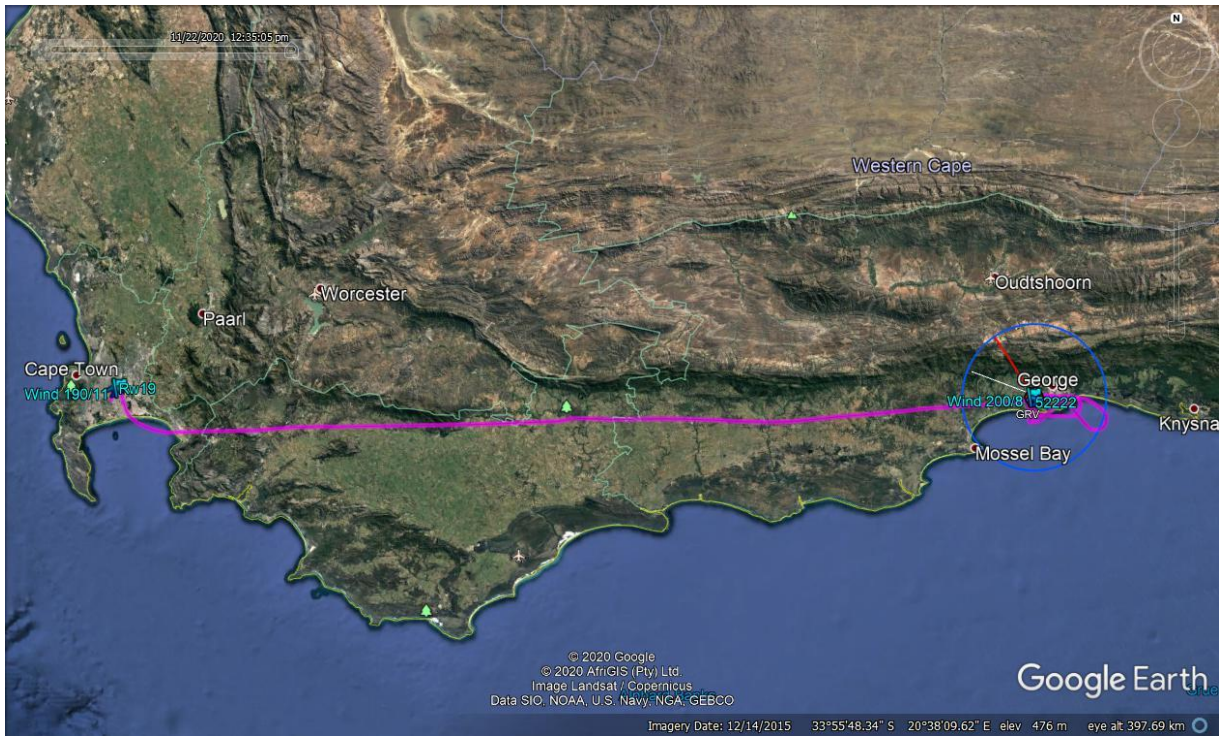 N
11/22/2020 12:35:05 pm
Western Cape
Oudtshoorn
Worcester
Paarl
Cape Town
George
Wind 190/11
Rw19
Wind 200/8
52222
GRV
Knysna
Mossel Bay
© 2020 Google
© 2020 AfriGIS (Pty) Ltd.
Image Landsat / Copernicus
Data SIO, NOAA, U.S. Navy, NGA, GEBCO
Google Earth
Imagery Date: 12/14/2015 33°55'48.34" S 20°38'09.62" E elev 476 m eye alt 397.69 km